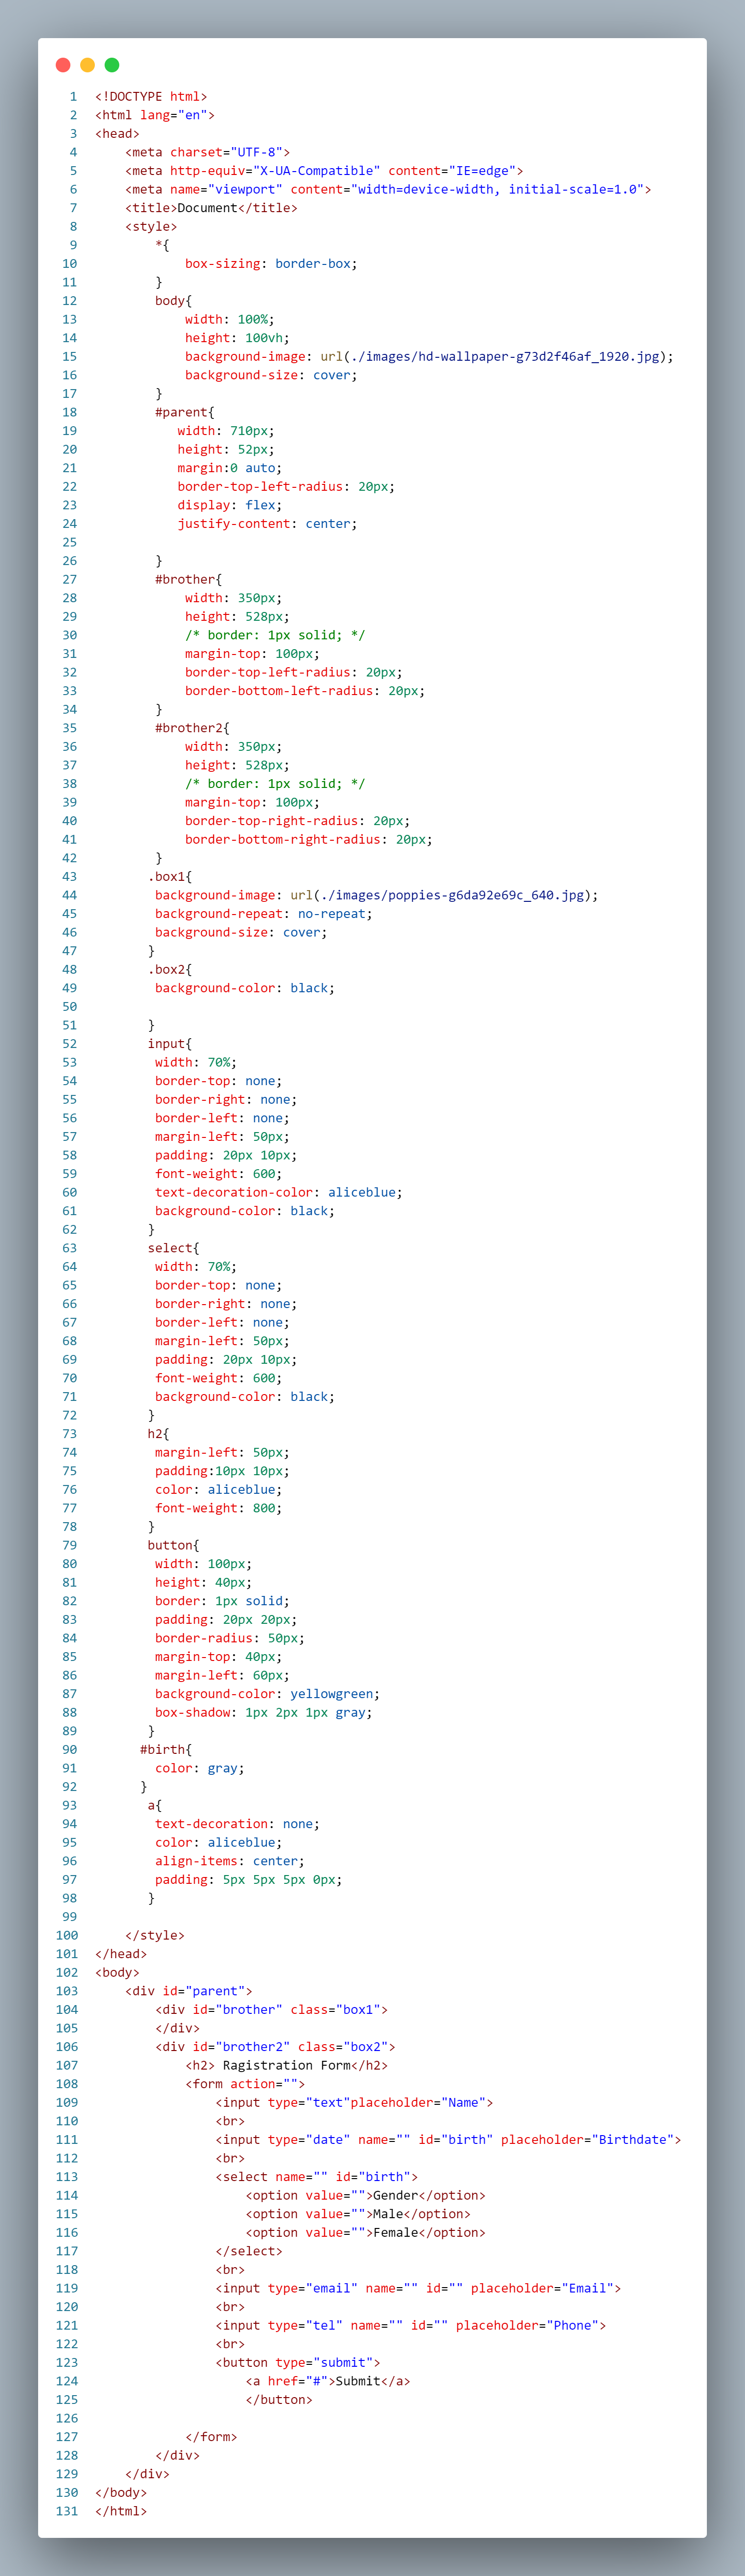 1 <!DOCTYPE html>
2 <html lang="en">
3 <head>
4     <meta charset="UTF-8">
5     <meta http-equiv="X-UA-Compatible" content="IE=edge">
6     <meta name="viewport" content="width=device-width, initial-scale=1.0">
7     <title>Document</title>
8     <style>
9         *{
10             box-sizing: border-box;
11         }
12         body{
13             width: 100%;
14             height: 100vh;
15             background-image: url(./images/hd-wallpaper-g73d2f46af_1920.jpg);
16             background-size: cover;
17         }
18         #parent{
19            width: 710px;
20            height: 52px;
21            margin:0 auto;
22            border-top-left-radius: 20px;
23            display: flex;
24            justify-content: center;
25
26         }
27         #brother{
28             width: 350px;
29             height: 528px;
30             /* border: 1px solid; */
31             margin-top: 100px;
32             border-top-left-radius: 20px;
33             border-bottom-left-radius: 20px;
34         }
35         #brother2{
36             width: 350px;
37             height: 528px;
38             /* border: 1px solid; */
39             margin-top: 100px;
40             border-top-right-radius: 20px;
41             border-bottom-right-radius: 20px;
42         }
43        .box1{
44         background-image: url(./images/poppies-g6da92e69c_640.jpg);
45         background-repeat: no-repeat;
46         background-size: cover;
47        }
48        .box2{
49         background-color: black;
50
51        }
52        input{
53         width: 70%;
54         border-top: none;
55         border-right: none;
56         border-left: none;
57         margin-left: 50px;
58         padding: 20px 10px;
59         font-weight: 600;
60         text-decoration-color: aliceblue;
61         background-color: black;
62        }
63        select{
64         width: 70%;
65         border-top: none;
66         border-right: none;
67         border-left: none;
68         margin-left: 50px;
69         padding: 20px 10px;
70         font-weight: 600;
71         background-color: black;
72        }
73        h2{
74         margin-left: 50px;
75         padding:10px 10px;
76         color: aliceblue;
77         font-weight: 800;
78        }
79        button{
80         width: 100px;
81         height: 40px;
82         border: 1px solid;
83         padding: 20px 20px;
84         border-radius: 50px;
85         margin-top: 40px;
86         margin-left: 60px;
87         background-color: yellowgreen;
88         box-shadow: 1px 2px 1px gray;
89        }
90       #birth{
91         color: gray;
92       }
93        a{
94         text-decoration: none;
95         color: aliceblue;
96         align-items: center;
97         padding: 5px 5px 5px 0px;
98        }
99
100     </style>
101 </head>
102 <body>
103     <div id="parent">
104         <div id="brother" class="box1">
105         </div>
106         <div id="brother2" class="box2">
107             <h2> Ragistration Form</h2>
108             <form action="">
109                 <input type="text"placeholder="Name">
110                 <br>
111                 <input type="date" name="" id="birth" placeholder="Birthdate">
112                 <br>
113                 <select name="" id="birth">
114                     <option value="">Gender</option>
115                     <option value="">Male</option>
116                     <option value="">Female</option>
117                 </select>
118                 <br>
119                 <input type="email" name="" id="" placeholder="Email">
120                 <br>
121                 <input type="tel" name="" id="" placeholder="Phone">
122                 <br>
123                 <button type="submit">
124                     <a href="#">Submit</a>
125                     </button>
126
127             </form>
128         </div>
129     </div>
130 </body>
131 </html>